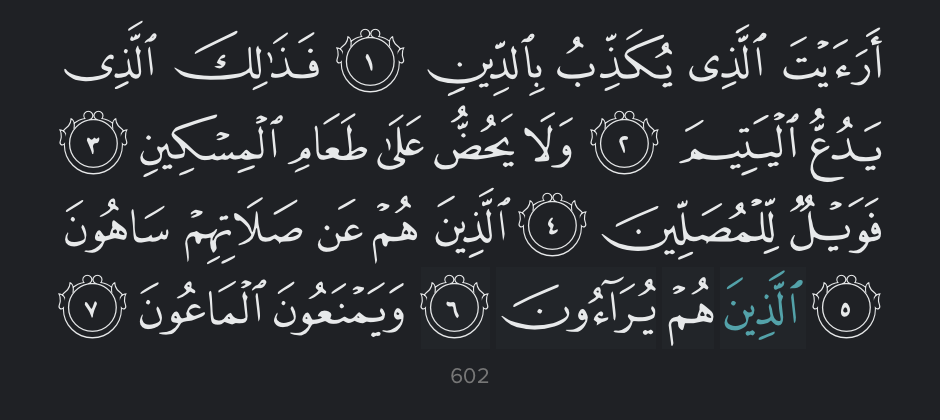 أَرَءَيْتَ ٱلَّذِى يُكَذِّبُ بِٱلدِّينِ ١ فَذَٰلِكَ ٱلَّذِى
يَدُعُّ ٱلْيَتِيمَ ٢ وَلَا يَحُضُّ عَلَىٰ طَعَامِ ٱلْمِسْكِينِ ٣
فَوَيْلٌ لِّلْمُصَلِّينَ ٤ ٱلَّذِينَ هُمْ عَن صَلَاتِهِمْ سَاهُونَ
٥ ٱلَّذِينَ هُمْ يُرَآءُونَ ٦ وَيَمْنَعُونَ ٱلْمَاعُونَ ٧
602